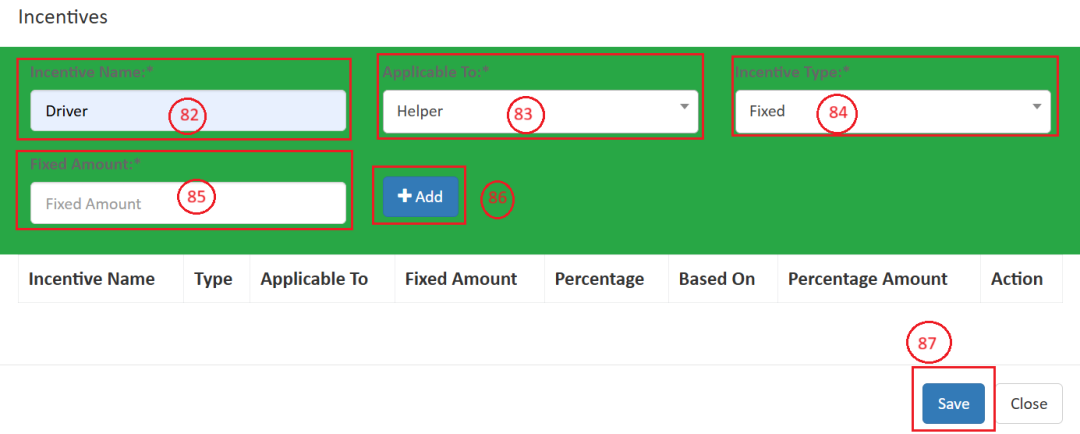 Incentives
Incentive Name:* Applicable To:* Incentive Type:*
Driver 82 Helper 83 Fixed 84
Fixed Amount:*
Fixed Amount 85 Add 86
Incentive Name Type Applicable To Fixed Amount Percentage Based On Percentage Amount Action
87
Save Close